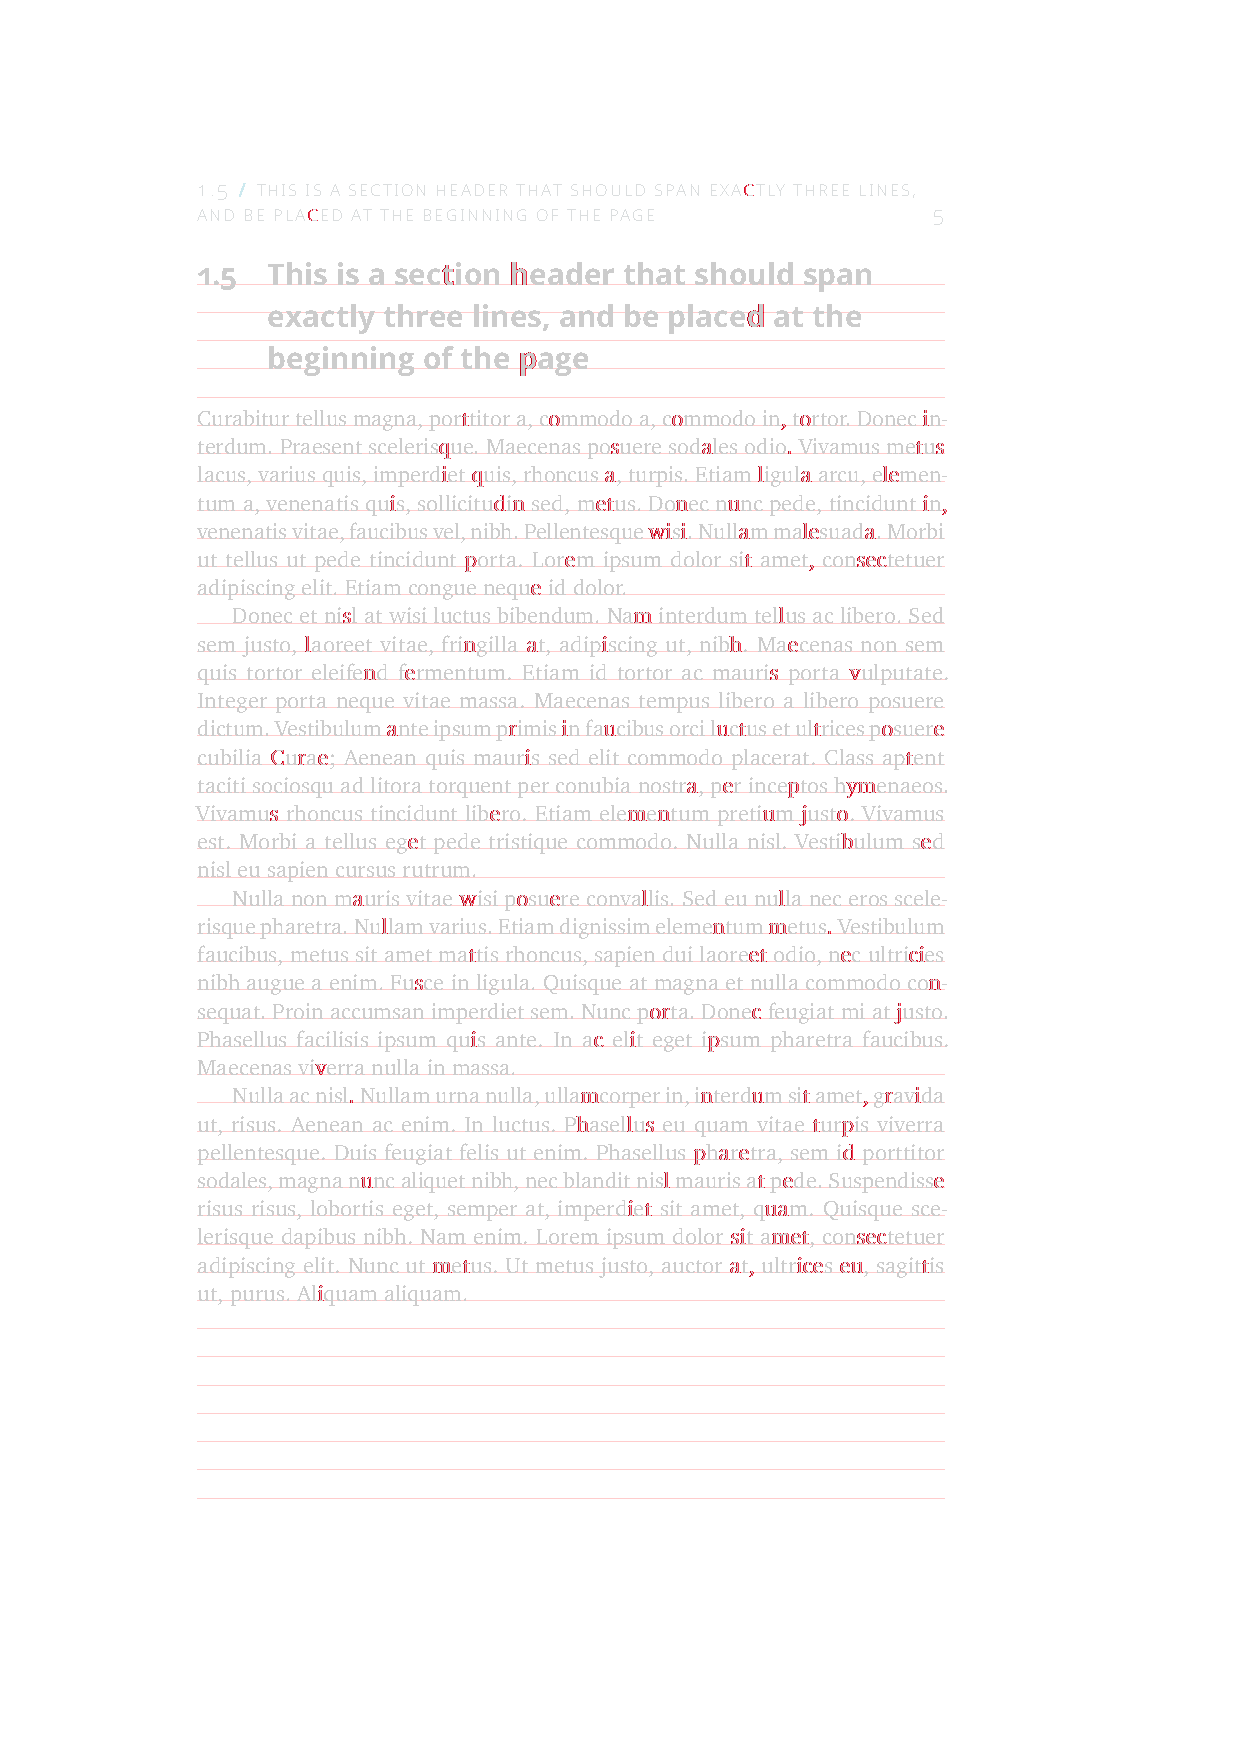 1.5 / THIS IS A SECTION HEADER THAT SHOULD SPAN EXACTLY THREE LINES,
AND BE PLACED AT THE BEGINNING OF THE PAGE 5
1.5 This is a section header that should span
exactly three lines, and be placed at the
beginning of the page
Curabitur tellus magna, porttitor a, commodo a, commodo in, tortor. Donec in-
terdum. Praesent scelerisque. Maecenas posuere sodales odio. Vivamus metus
lacus, varius quis, imperdiet quis, rhoncus a, turpis. Etiam ligula arcu, elemen-
tum a, venenatis quis, sollicitudin sed, metus. Donec nunc pede, tincidunt in,
venenatis vitae, faucibus vel, nibh. Pellentesque wisi. Nullam malesuada. Morbi
ut tellus ut pede tincidunt porta. Lorem ipsum dolor sit amet, consectetuer
adipiscing elit. Etiam congue neque id dolor.
Donec et nisl at wisi luctus bibendum. Nam interdum tellus ac libero. Sed
sem justo, laoreet vitae, fringilla at, adipiscing ut, nibh. Maecenas non sem
quis tortor eleifend fermentum. Etiam id tortor ac mauris porta vulputate.
Integer porta neque vitae massa. Maecenas tempus libero a libero posuere
dictum. Vestibulum ante ipsum primis in faucibus orci luctus et ultrices posuere
cubilia Curae; Aenean quis mauris sed elit commodo placerat. Class aptent
taciti sociosqu ad litora torquent per conubia nostra, per inceptos hymenaeos.
Vivamus rhoncus tincidunt libero. Etiam elementum pretium justo. Vivamus
est. Morbi a tellus eget pede tristique commodo. Nulla nisl. Vestibulum sed
nisl eu sapien cursus rutrum.
Nulla non mauris vitae wisi posuere convallis. Sed eu nulla nec eros scele-
risque pharetra. Nullam varius. Etiam dignissim elementum metus. Vestibulum
faucibus, metus sit amet mattis rhoncus, sapien dui laoreet odio, nec ultricies
nibh augue a enim. Fusce in ligula. Quisque at magna et nulla commodo con-
sequat. Proin accumsan imperdiet sem. Nunc porta. Donec feugiat mi at justo.
Phasellus facilisis ipsum quis ante. In ac elit eget ipsum pharetra faucibus.
Maecenas viverra nulla in massa.
Nulla ac nisl. Nullam urna nulla, ullamcorper in, interdum sit amet, gravida
ut, risus. Aenean ac enim. In luctus. Phasellus eu quam vitae turpis viverra
pellentesque. Duis feugiat felis ut enim. Phasellus pharetra, sem id porttitor
sodales, magna nunc aliquet nibh, nec blandit nisl mauris at pede. Suspendisse
risus risus, lobortis eget, semper at, imperdiet sit amet, quam. Quisque sce-
lerisque dapibus nibh. Nam enim. Lorem ipsum dolor sit amet, consectetuer
adipiscing elit. Nunc ut metus. Ut metus justo, auctor at, ultrices eu, sagittis
ut, purus. Aliquam aliquam.